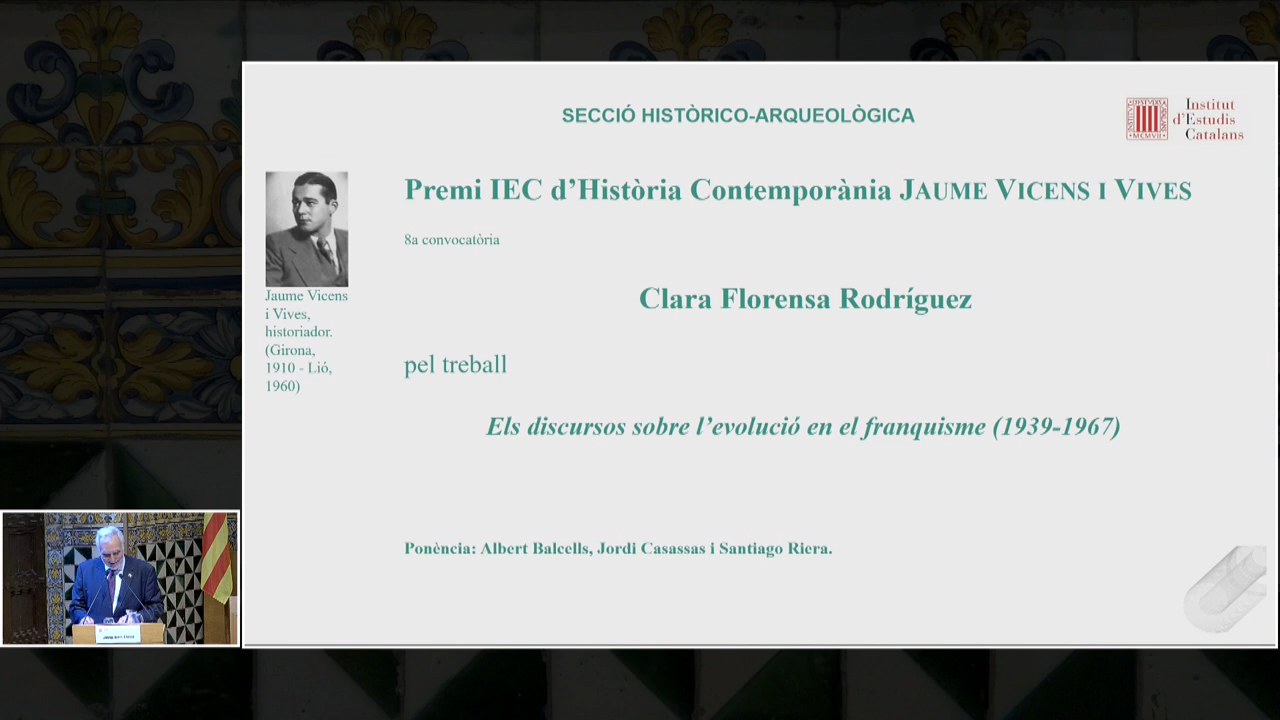 SECCIÓ HISTÒRICO-ARQUEOLÒGICA
Institut
d'Estudis
Catalans
Premi IEC d’Història Contemporània JAUME VICENS I VIVES
8a convocatòria
Clara Florensa Rodríguez
Jaume Vicens
i Vives,
historiador.
(Girona,
1910 - Lió,
1960)
pel treball
Els discursos sobre l’evolució en el franquisme (1939-1967)
Ponència: Albert Balcells, Jordi Casassas i Santiago Riera.